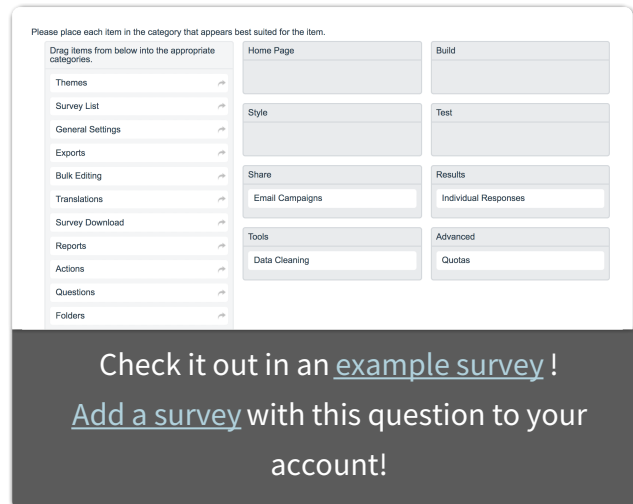 Please place each item in the category that appears best suited for the item.
Drag items from below into the appropriate
categories.
Themes
Survey List
General Settings
Exports
Bulk Editing
Translations
Survey Download
Reports
Actions
Questions
Folders
Home Page
Build
Style
Test
Share
Email Campaigns
Results
Individual Responses
Tools
Data Cleaning
Advanced
Quotas
Check it out in an example survey !
Add a survey with this question to your
account!